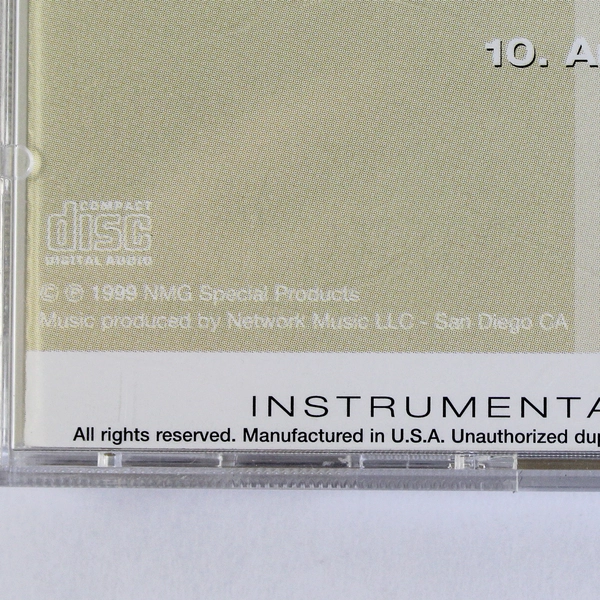 10. A
COMPACT
disc
DIGITAL AUDIO
© ℗ 1999 NMG Special Products
Music produced by Network Music LLC - San Diego CA
INSTRUMENTA
All rights reserved. Manufactured in U.S.A. Unauthorized dup